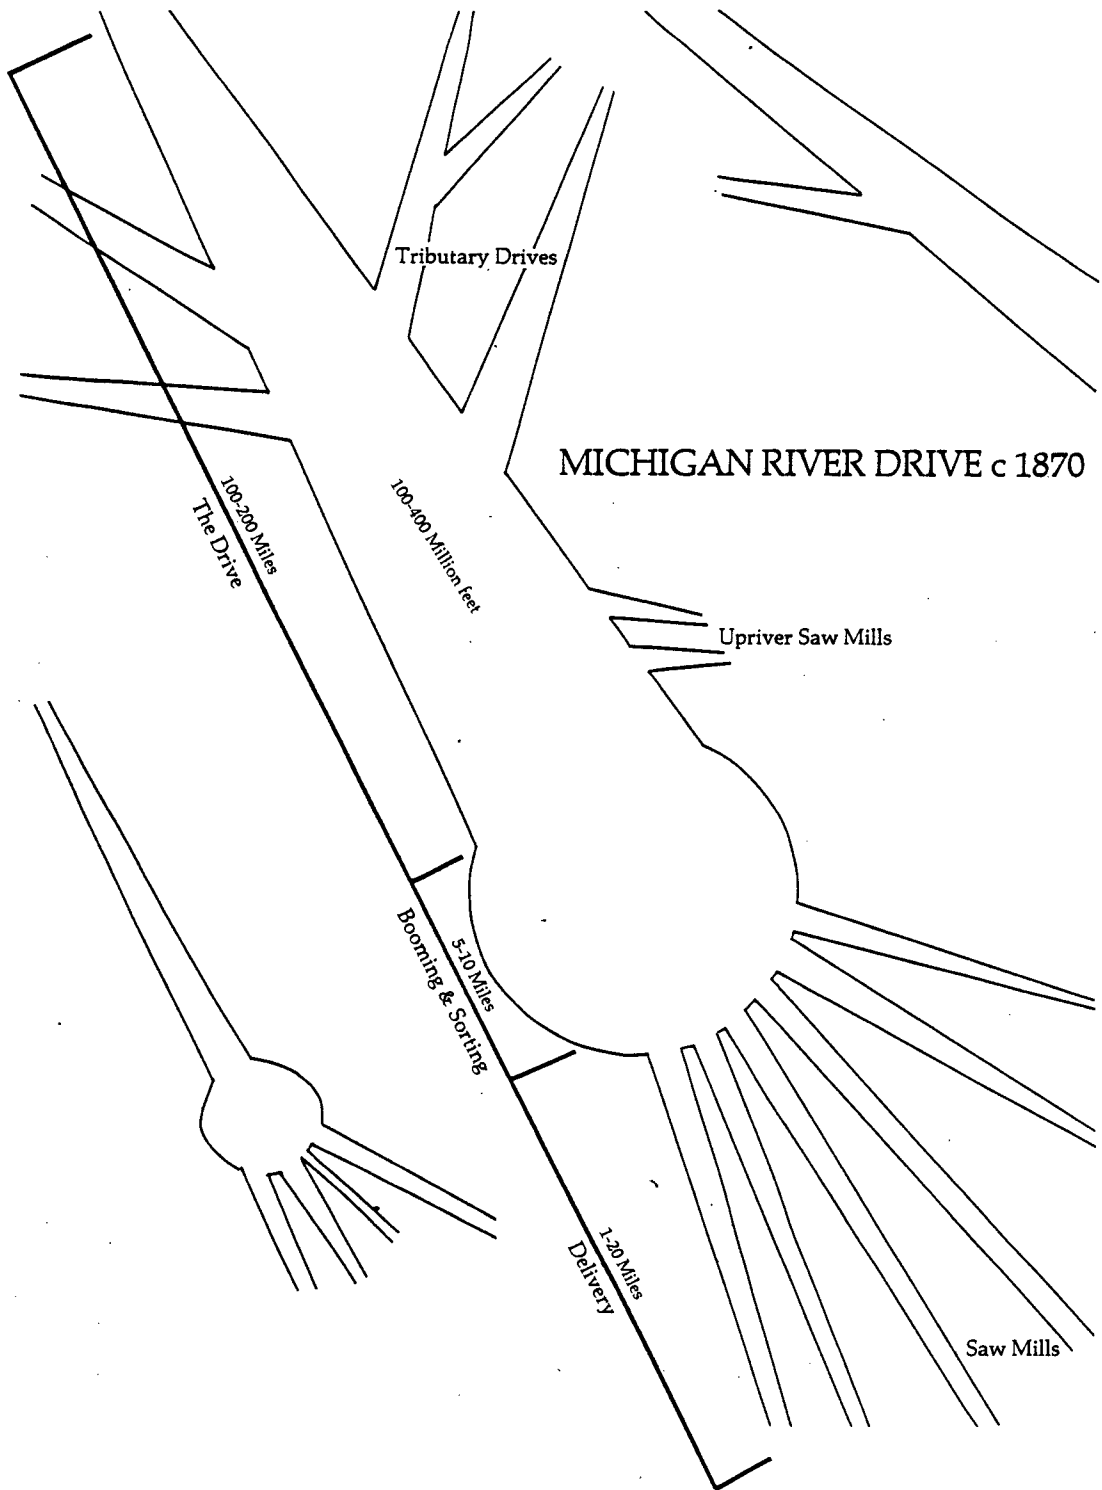 Tributary Drives
MICHIGAN RIVER DRIVE c 1870
100-200 Miles
The Drive
100-400 Million feet
Upriver Saw Mills
5-10 Miles
Booming & Sorting
1-20 Miles
Delivery
Saw Mills